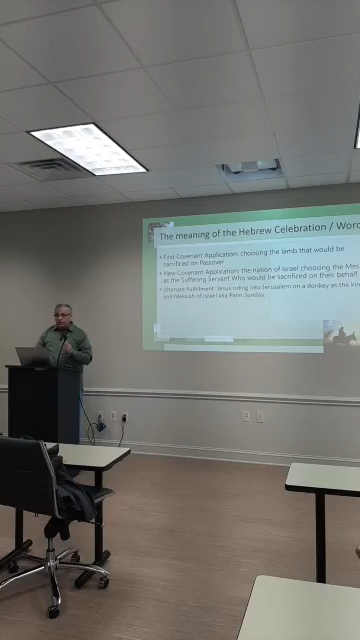 The meaning of the Hebrew Celebration / Word
First Covenant Application: choosing the lamb that would be
sacrificed on Passover
New Covenant Application: the nation of Israel choosing the Mes
as the Suffering Servant Who would be sacrificed on their behalf
Ultimate Fulfillment: Jesus riding into Jerusalem on a donkey as the kin
and Messiah of Israel aka Palm Sunday.